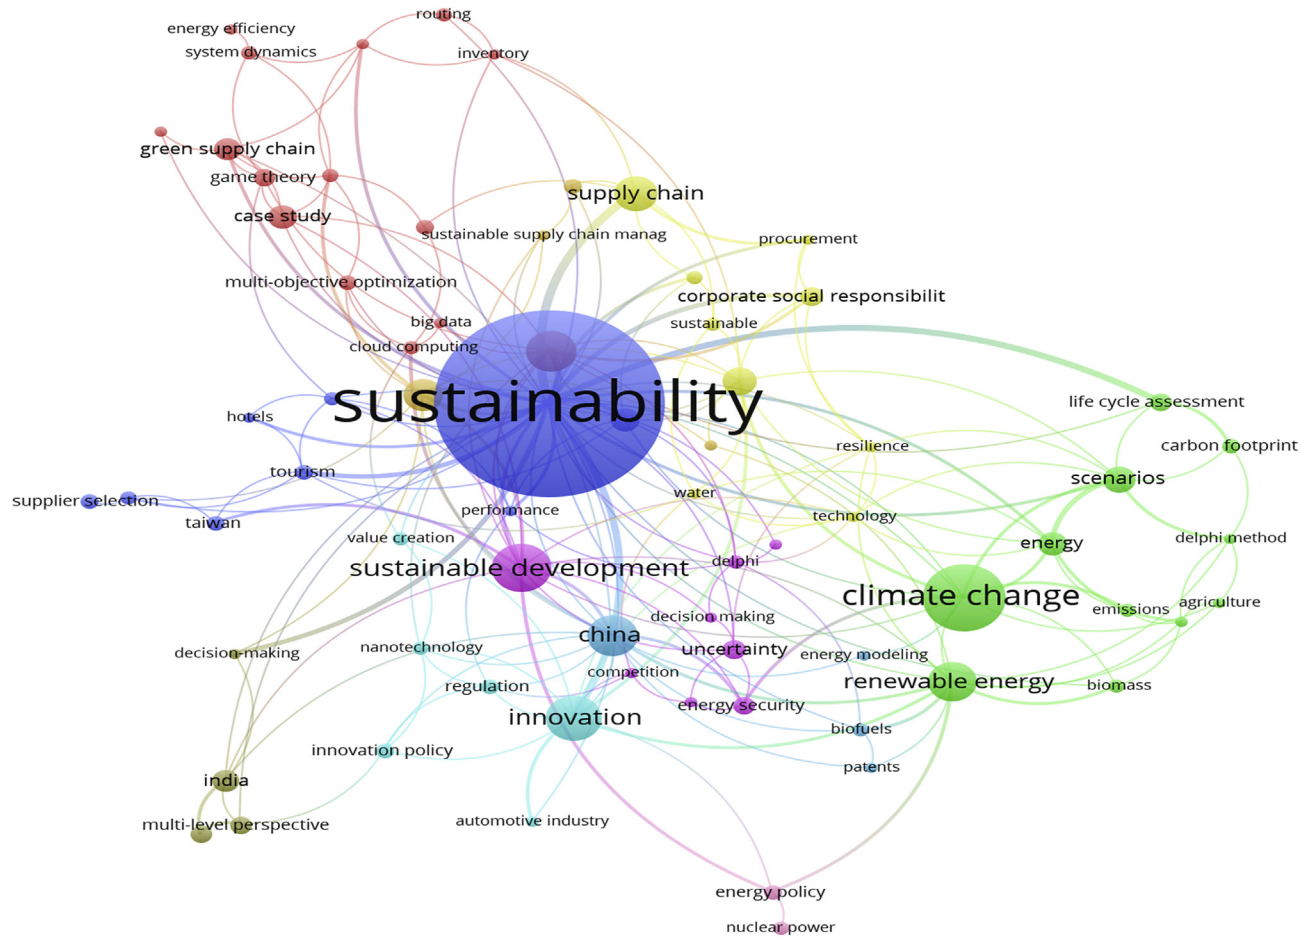 routing
energy efficiency
system dynamics
inventory
green supply chain
game theory
supply chain
case study
sustainable supply chain manag
procurement
multi-objective optimization
corporate social responsibilit
big data
sustainable
cloud computing
sustainability
life cycle assessment
hotels
resilience
carbon footprint
tourism
scenarios
supplier selection
water
taiwan
performance
technology
value creation
energy
delphi method
sustainable development
delphi
climate change
emissions
agriculture
decision making
china
nanotechnology
uncertainty
decision-making
energy modeling
competition
regulation
renewable energy
biomass
energy security
innovation
biofuels
innovation policy
patents
india
multi-level perspective
automotive industry
energy policy
nuclear power